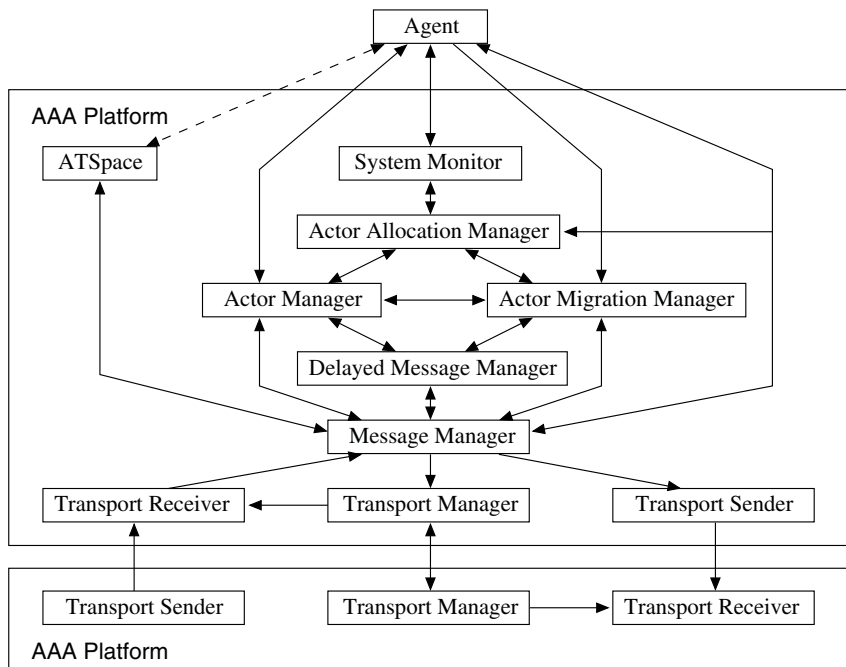 Agent
AAA Platform
ATSpace
System Monitor
Actor Allocation Manager
Actor Manager
Actor Migration Manager
Delayed Message Manager
Message Manager
Transport Receiver
Transport Manager
Transport Sender
Transport Sender
Transport Manager
Transport Receiver
AAA Platform